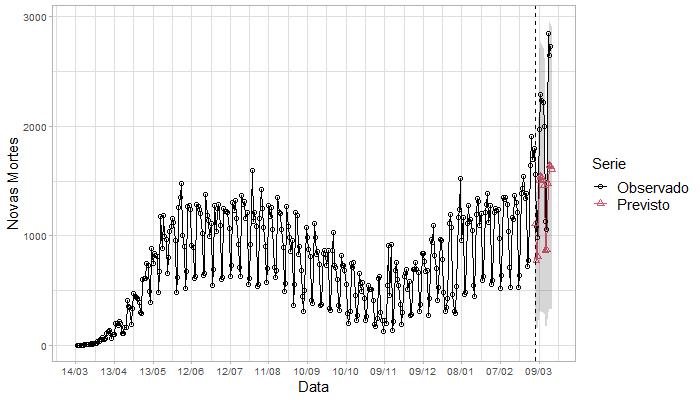 3000
2000
1000
0
Novas Mortes
14/03 13/04 13/05 12/06 12/07 11/08 10/09 10/10 09/11 09/12 08/01 07/02 09/03
Data
Serie
Observado
Previsto